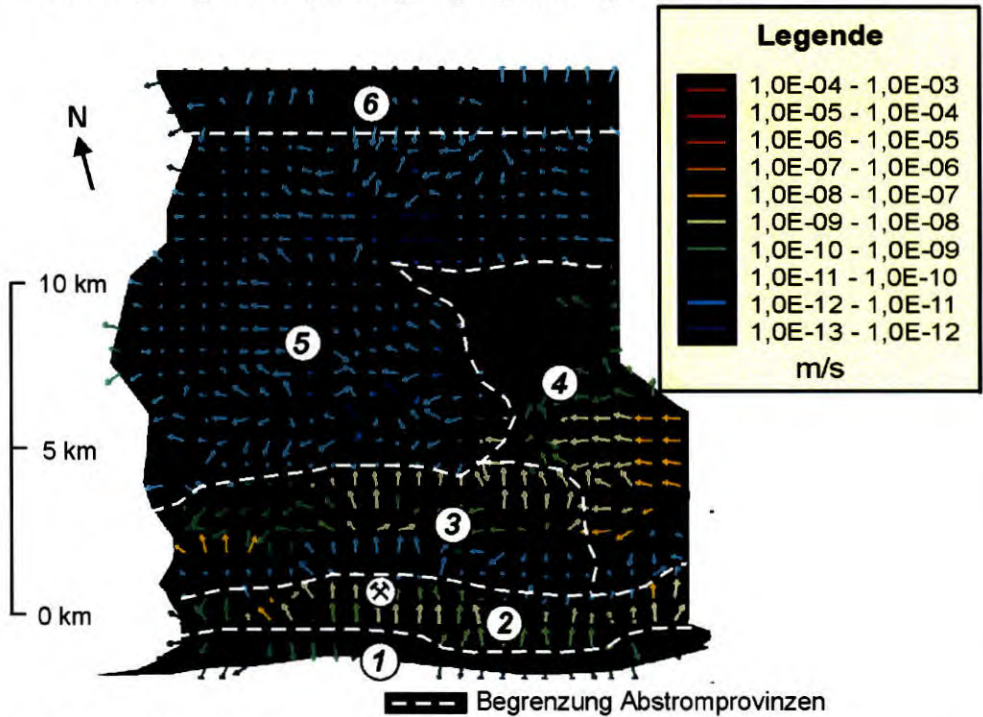 Legende
1,0E-04 - 1,0E-03
1,0E-05 - 1,0E-04
1,0E-06 - 1,0E-05
1,0E-07 - 1,0E-06
1,0E-08 - 1,0E-07
1,0E-09 - 1,0E-08
1,0E-10 - 1,0E-09
1,0E-11 - 1,0E-10
1,0E-12 - 1,0E-11
1,0E-13 - 1,0E-12
m/s
N
6
10 km
5
4
5 km
3
0 km
2
1
Begrenzung Abstromprovinzen